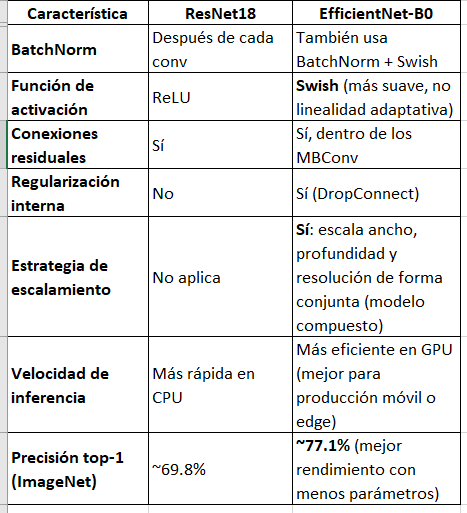 Característica ResNet18 EfficientNet-B0
BatchNorm Después de cada conv También usa BatchNorm + Swish
Función de activación ReLU Swish (más suave, no linealidad adaptativa)
Conexiones residuales Sí Sí, dentro de los MBConv
Regularización interna No Sí (DropConnect)
Estrategia de escalamiento No aplica Sí: escala ancho, profundidad y resolución de forma conjunta (modelo compuesto)
Velocidad de inferencia Más rápida en CPU Más eficiente en GPU (mejor para producción móvil o edge)
Precisión top-1 (ImageNet) ~69.8% ~77.1% (mejor rendimiento con menos parámetros)